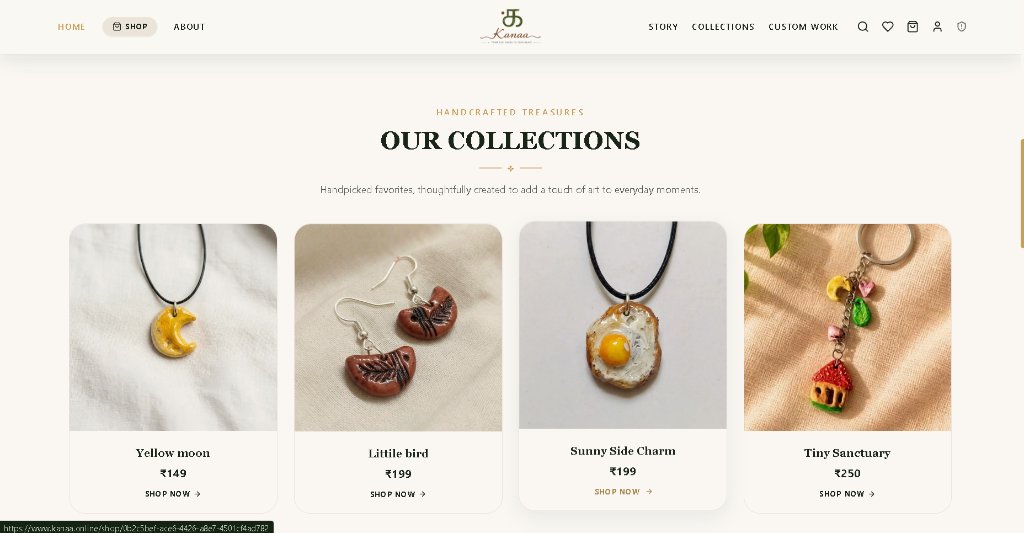 HOME
SHOP
ABOUT
த
Kanaa
STORY
COLLECTIONS
CUSTOM WORK
HANDCRAFTED TREASURES
OUR COLLECTIONS
Handpicked favorites, thoughtfully created to add a touch of art to everyday moments.
Yellow moon
₹149
SHOP NOW →
Littile bird
₹199
SHOP NOW →
Sunny Side Charm
₹199
SHOP NOW →
Tiny Sanctuary
₹250
SHOP NOW →